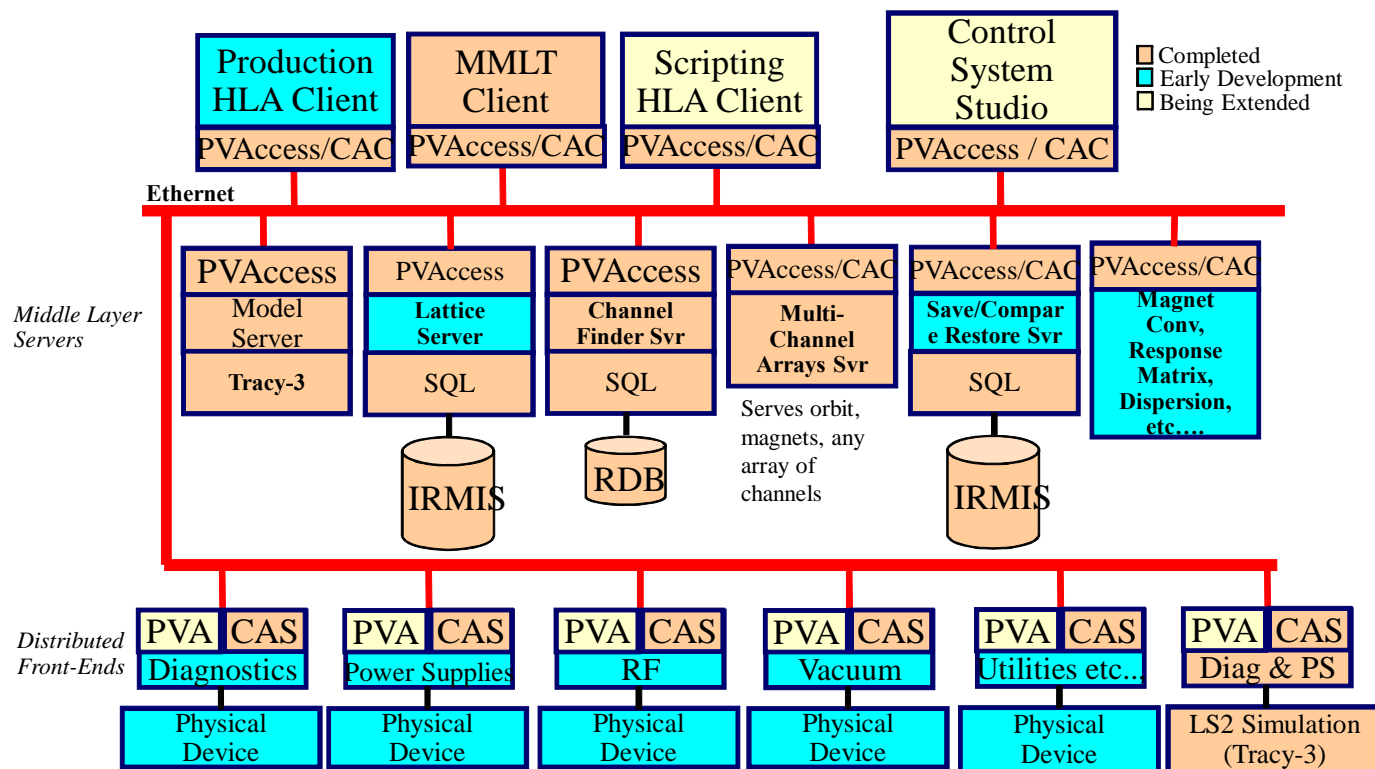 Production
HLA Client
PVAccess/CAC
MMLT
Client
PVAccess/CAC
Scripting
HLA Client
PVAccess/CAC
Control
System
Studio
PVAccess / CAC
Completed
Early Development
Being Extended
Ethernet
Middle Layer
Servers
PVAccess
Model
Server
Tracy-3
PVAccess
Lattice
Server
SQL
IRMIS
PVAccess
Channel
Finder Svr
SQL
RDB
PVAccess/CAC
Multi-
Channel
Arrays Svr
Serves orbit,
magnets, any
array of
channels
PVAccess/CAC
Save/Compar
e Restore Svr
SQL
IRMIS
PVAccess/CAC
Magnet
Conv,
Response
Matrix,
Dispersion,
etc….
Distributed
Front-Ends
PVA CAS
Diagnostics
Physical
Device
PVA CAS
Power Supplies
Physical
Device
PVA CAS
RF
Physical
Device
PVA CAS
Vacuum
Physical
Device
PVA CAS
Utilities etc...
Physical
Device
PVA CAS
Diag & PS
LS2 Simulation
(Tracy-3)